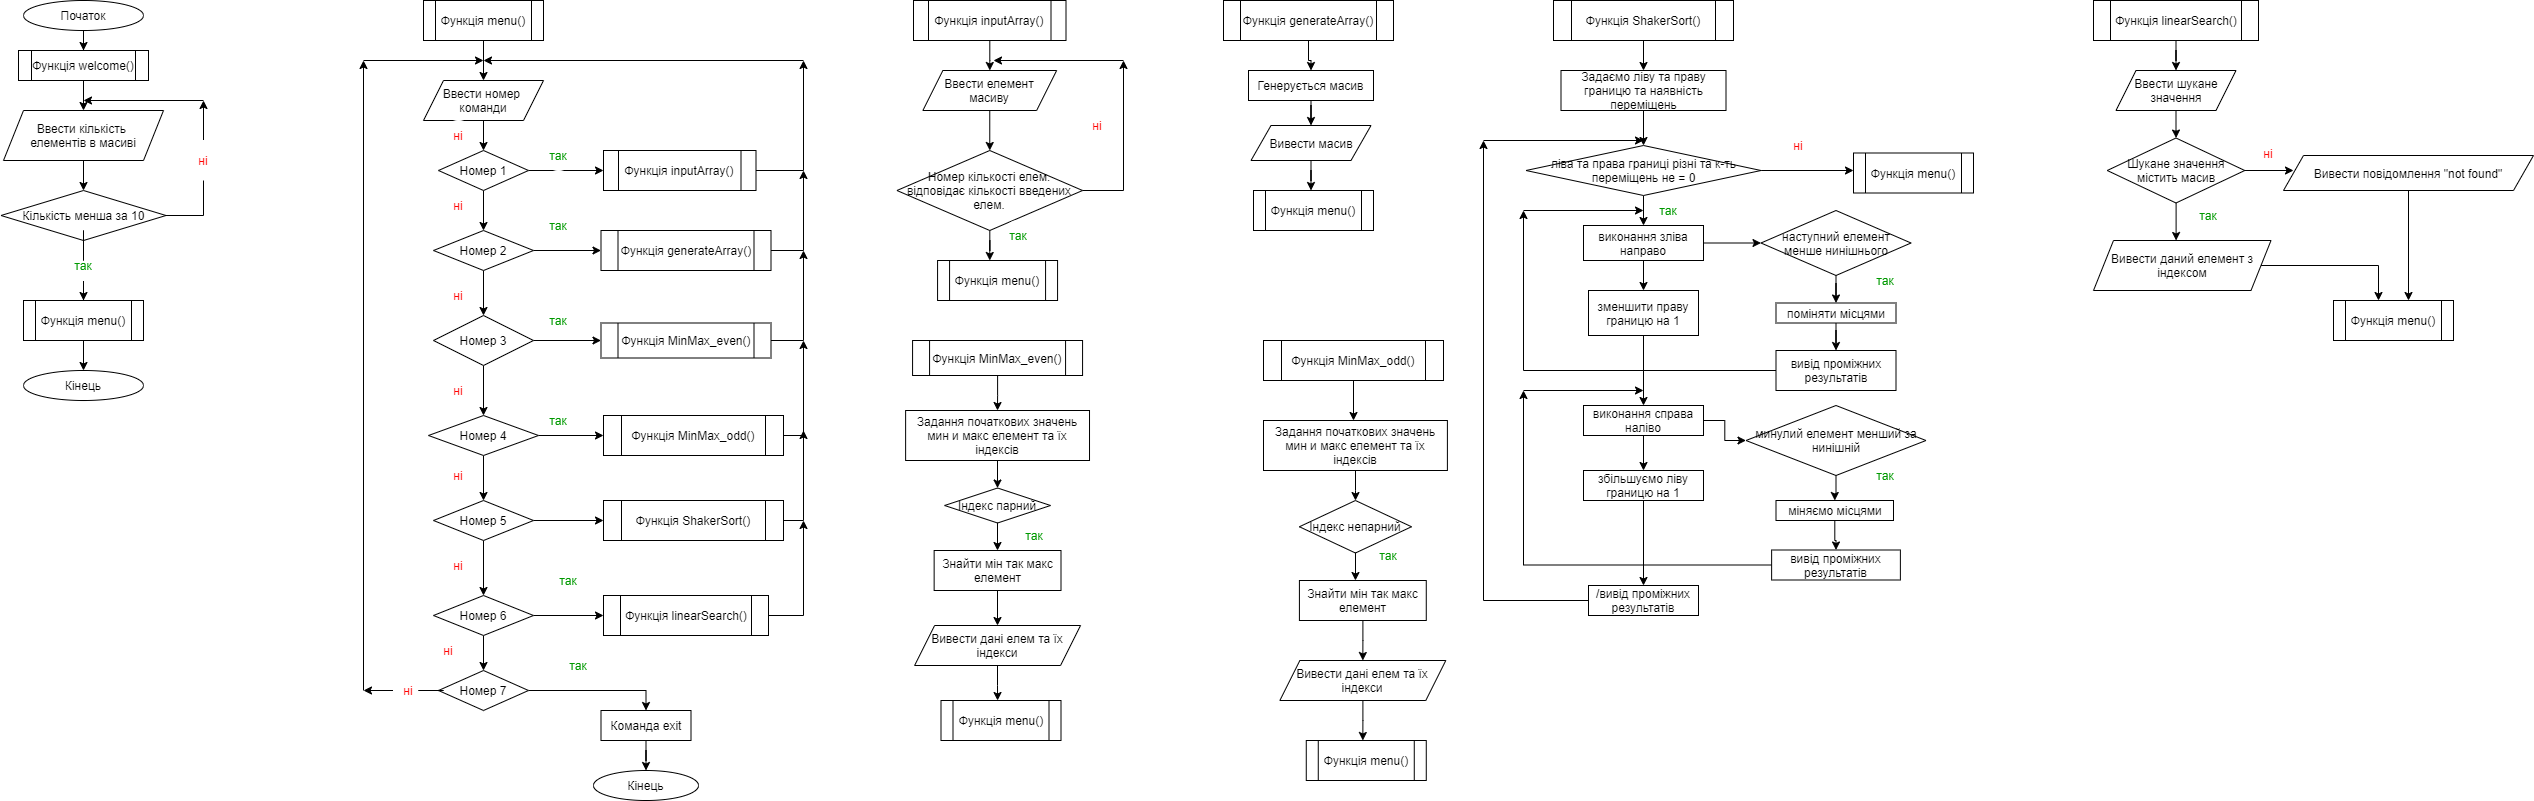 Початок
Функція welcome()
Ввести кількість
елементів в масиві
ні
Кількість менша за 10
так
Функція menu()
Кінець
Функція menu()
Ввести номер
команди
ні
Номер 1
так
Функція inputArray()
ні
Номер 2
так
Функція generateArray()
ні
Номер 3
так
Функція MinMax_even()
ні
Номер 4
так
Функція MinMax_odd()
ні
Номер 5
так
Функція ShakerSort()
ні
Номер 6
так
Функція linearSearch()
ні
Номер 7
ні
так
Команда exit
Кінець
Функція inputArray()
Ввести елемент
масиву
ні
Номер кількості елем.
відповідає кількості введених
елем.
так
Функція menu()
Функція MinMax_even()
Задання початкових значень
мин и макс елемент та їх
індексів
Індекс парний
так
Знайти мін так макс
елемент
Вивести дані елем та їх
індекси
Функція menu()
Функція generateArray()
Генерується масив
Вивести масив
Функція menu()
Функція MinMax_odd()
Задання початкових значень
мин и макс елемент та їх
індексів
Індекс непарний
так
Знайти мін так макс
елемент
Вивести дані елем та їх
індекси
Функція menu()
Функція ShakerSort()
Задаємо ліву та праву
границю та наявність
переміщень
ліва та права границі різні та к-ть
переміщень не = 0
ні
Функція menu()
так
виконання зліва
направо
наступний елемент
менше нинішнього
так
зменшити праву
границю на 1
поміняти місцями
вивід проміжних
результатів
виконання справа
наліво
минулий елемент менший за
нинішній
так
збільшуємо ліву
границю на 1
міняємо місцями
вивід проміжних
результатів
/вивід проміжних
результатів
Функція linearSearch()
Ввести шукане
значення
Шукане значення
містить масив
ні
Вивести повідомлення "not found"
так
Вивести даний елемент з
індексом
Функція menu()